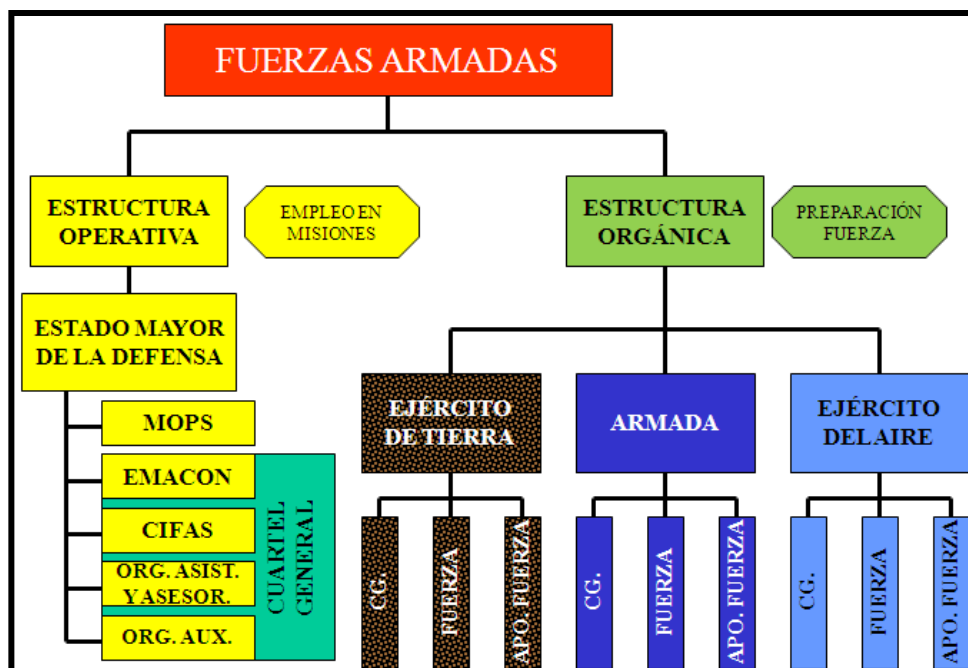 FUERZAS ARMADAS
ESTRUCTURA
OPERATIVA
EMPLEO EN
MISIONES
ESTRUCTURA
ORGÁNICA
PREPARACIÓN
FUERZA
ESTADO MAYOR
DE LA DEFENSA
MOPS
EMACON
CIFAS
ORG. ASIST.
Y ASESOR.
ORG. AUX.
CUARTEL
GENERAL
EJÉRCITO
DE TIERRA
ARMADA
EJÉRCITO
DEL AIRE
CG.
FUERZA
APO. FUERZA
CG.
FUERZA
APO. FUERZA
CG.
FUERZA
APO. FUERZA